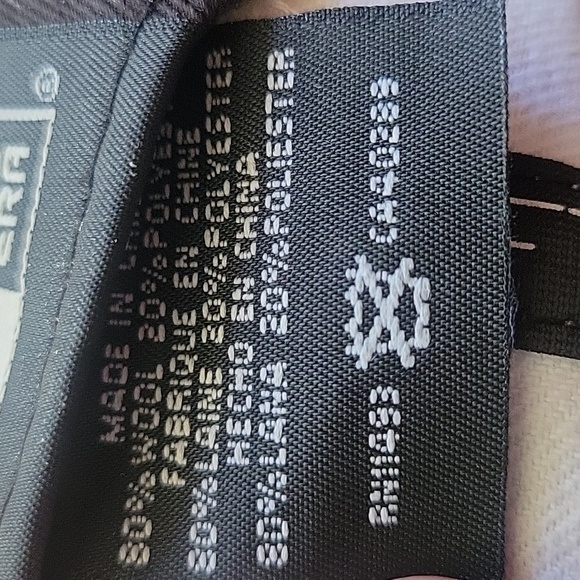 ERA®
MADE IN
80% WOOL 20% POLYES
FABRIQUE EN CHINE
80% LAINE 20% POLYESTER
HECHO EN CHINA
80% LANA 20% POLIESTER